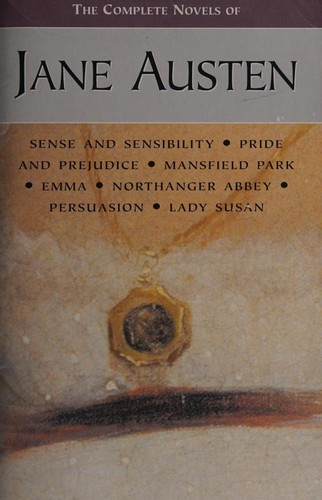 THE COMPLETE NOVELS OF
JANE AUSTEN
SENSE AND SENSIBILITY • PRIDE
AND PREJUDICE • MANSFIELD PARK
• EMMA • NORTHANGER ABBEY •
PERSUASION • LADY SUSAN